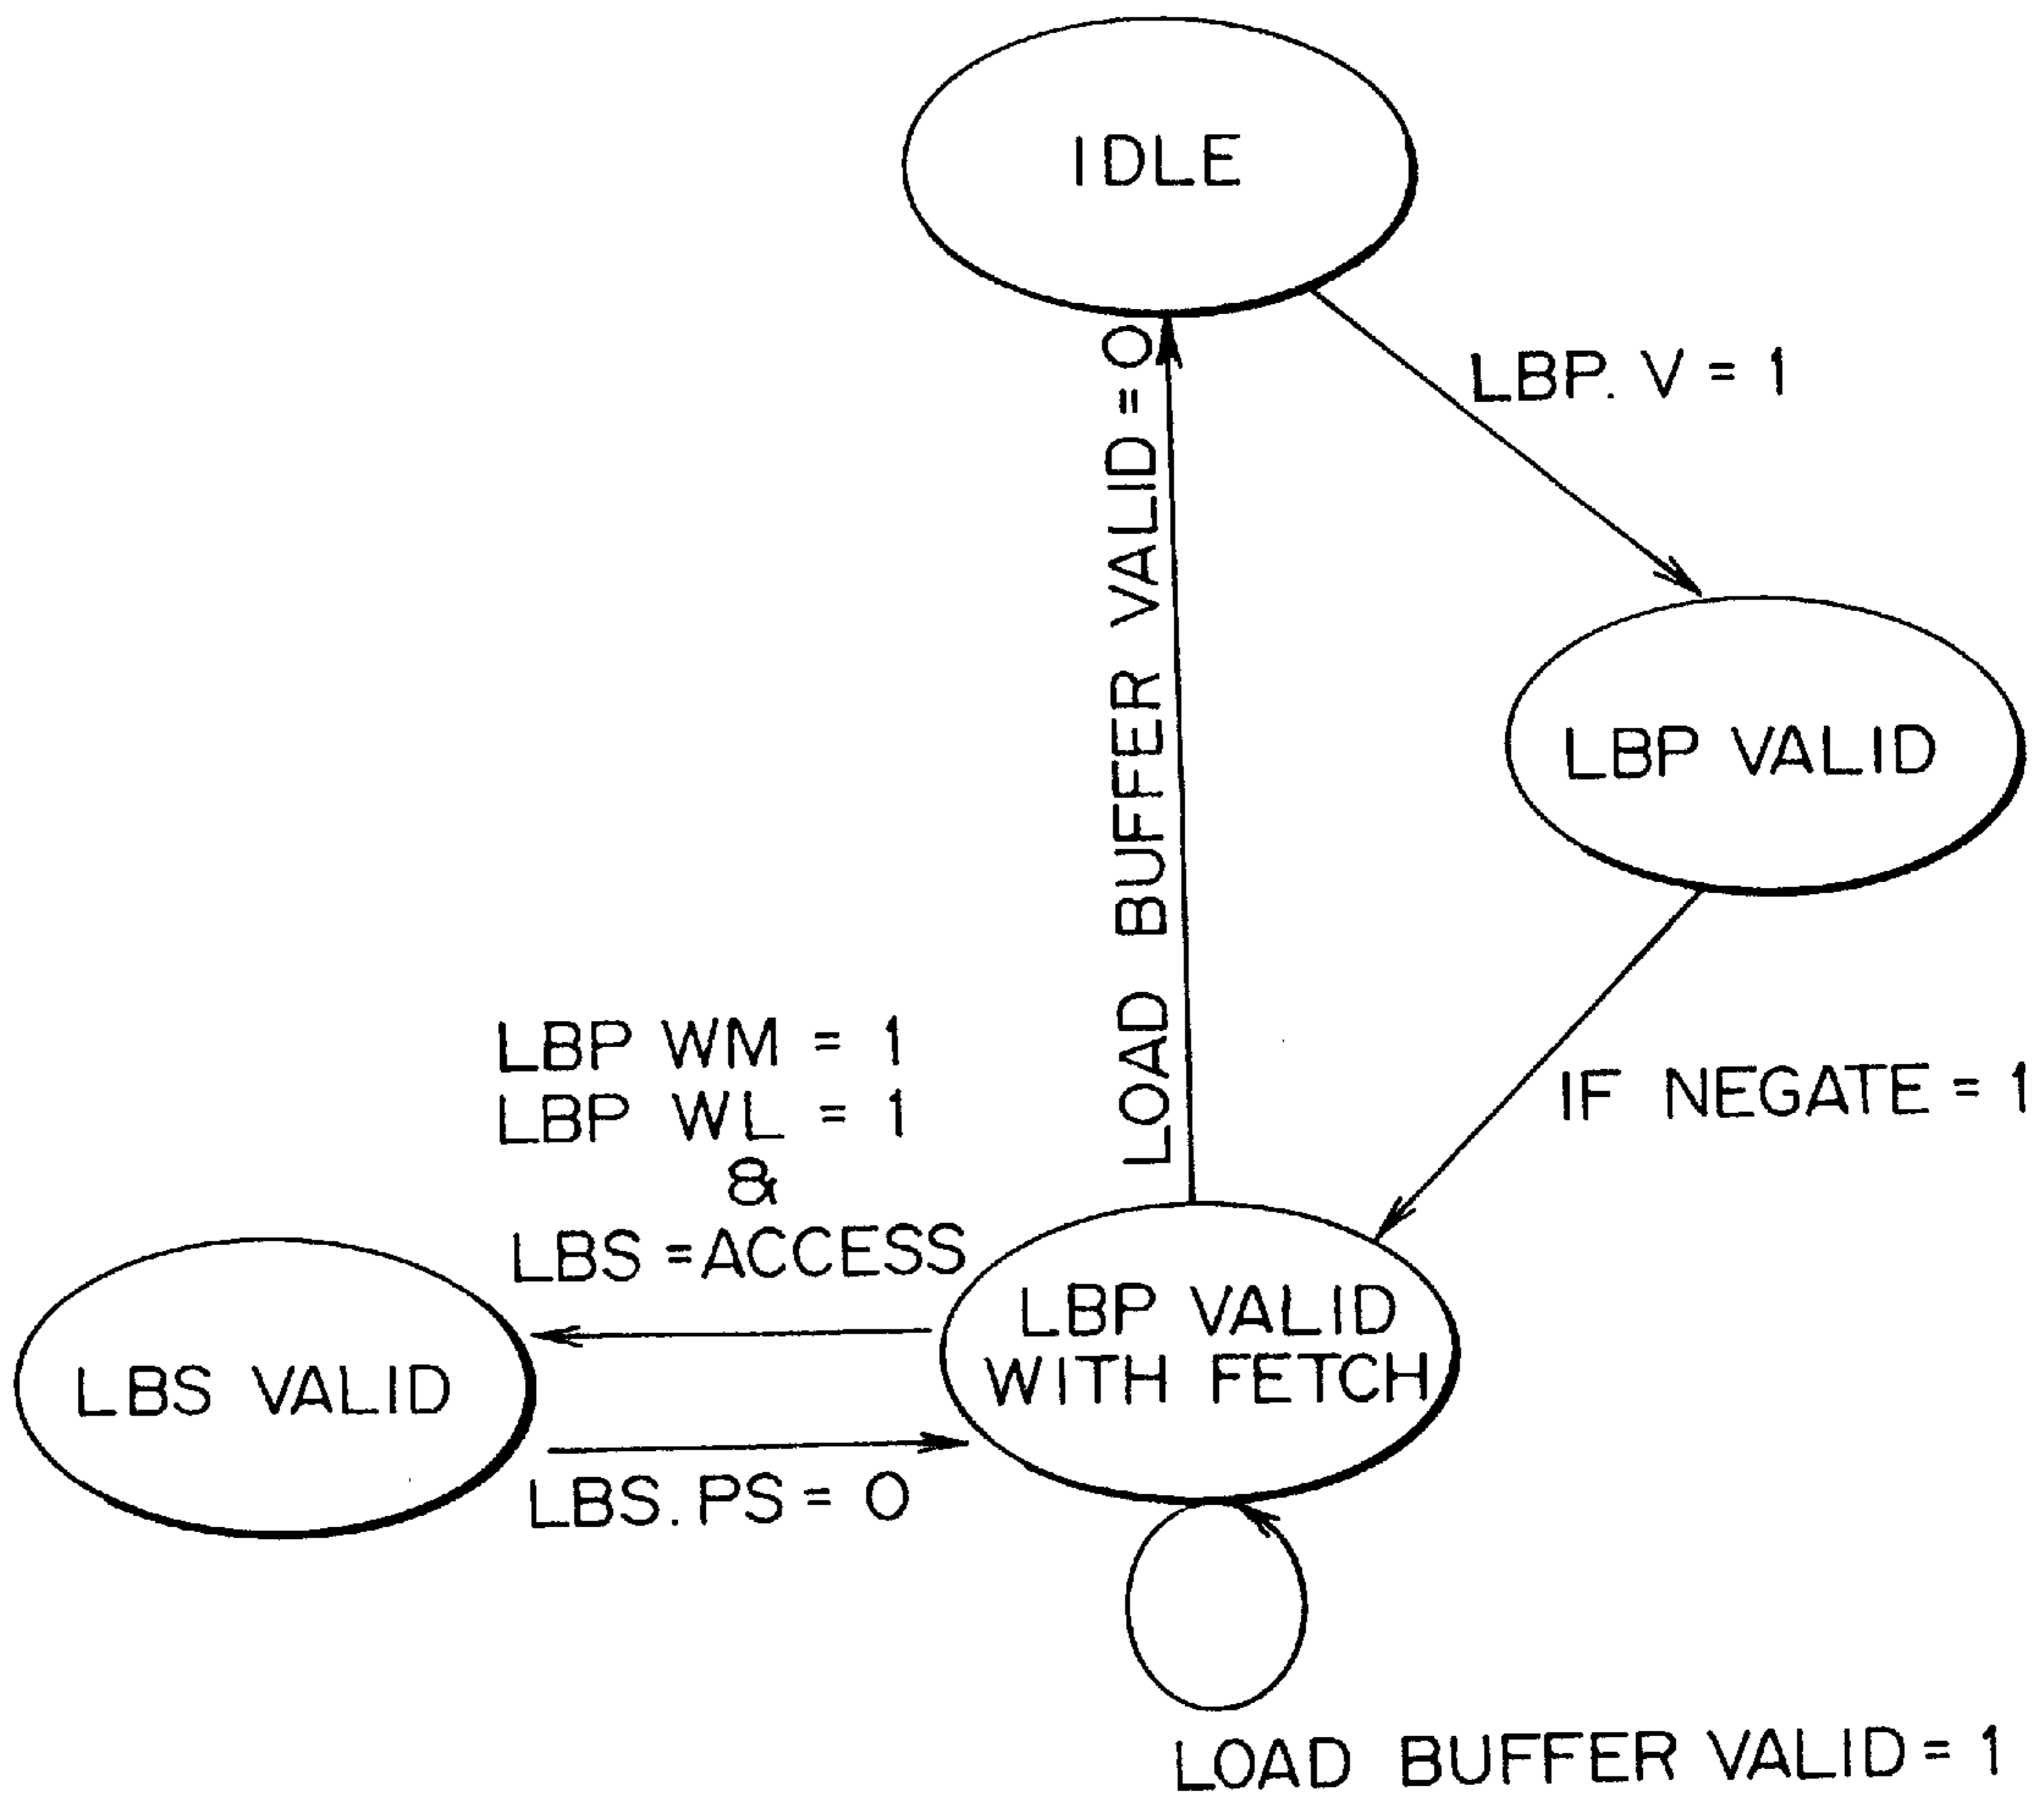 IDLE
LBP. V = 1
LOAD BUFFER VALID = 0
LBP VALID
IF NEGATE = 1
LBP WM = 1
LBP WL = 1
&
LBS = ACCESS
LBP VALID
WITH FETCH
LBS VALID
LBS. PS = 0
LOAD BUFFER VALID = 1